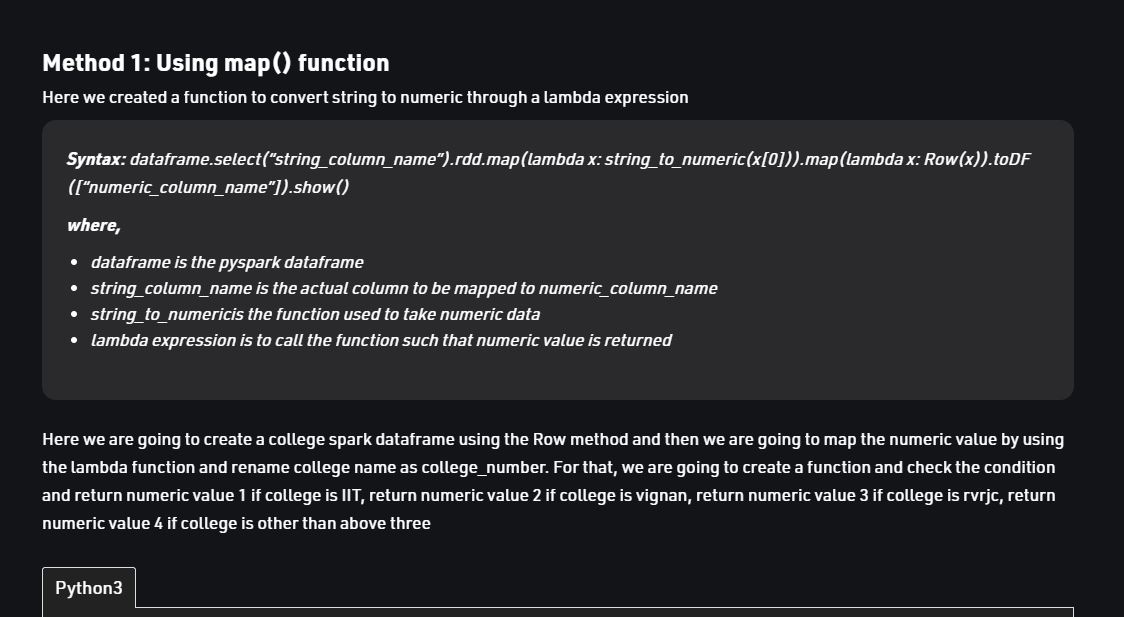 Method 1: Using map() function
Here we created a function to convert string to numeric through a lambda expression
Syntax: dataframe.select(“string_column_name”).rdd.map(lambda x: string_to_numeric(x[0])).map(lambda x: Row(x)).toDF
([“numeric_column_name”]).show()
where,
• dataframe is the pyspark dataframe
• string_column_name is the actual column to be mapped to numeric_column_name
• string_to_numericis the function used to take numeric data
• lambda expression is to call the function such that numeric value is returned
Here we are going to create a college spark dataframe using the Row method and then we are going to map the numeric value by using
the lambda function and rename college name as college_number. For that, we are going to create a function and check the condition
and return numeric value 1 if college is IIT, return numeric value 2 if college is vignan, return numeric value 3 if college is rvrjc, return
numeric value 4 if college is other than above three
Python3